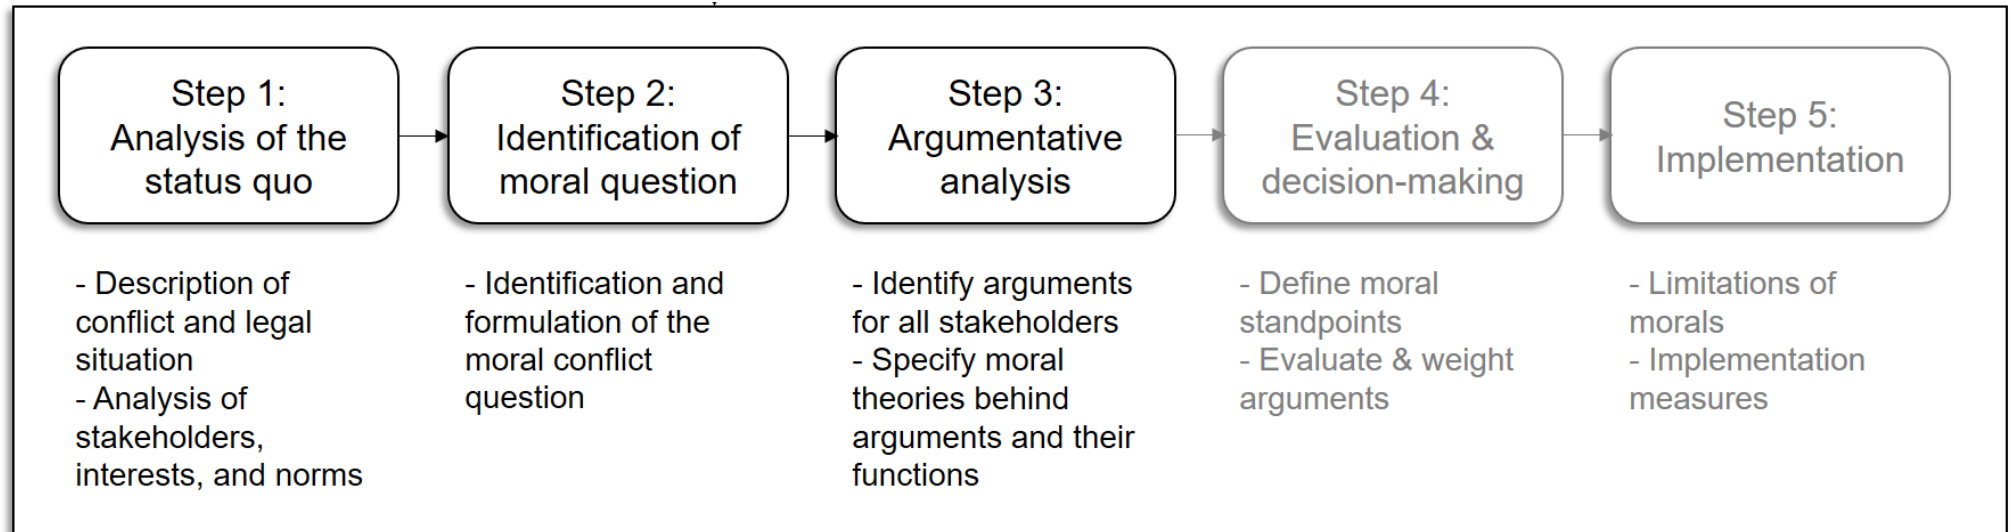 Step 1:
Analysis of the
status quo
Step 2:
Identification of
moral question
Step 3:
Argumentative
analysis
Step 4:
Evaluation &
decision-making
Step 5:
Implementation
- Description of
conflict and legal
situation
- Analysis of
stakeholders,
interests, and norms
- Identification and
formulation of the
moral conflict
question
- Identify arguments
for all stakeholders
- Specify moral
theories behind
arguments and their
functions
- Define moral
standpoints
- Evaluate & weight
arguments
- Limitations of
morals
- Implementation
measures